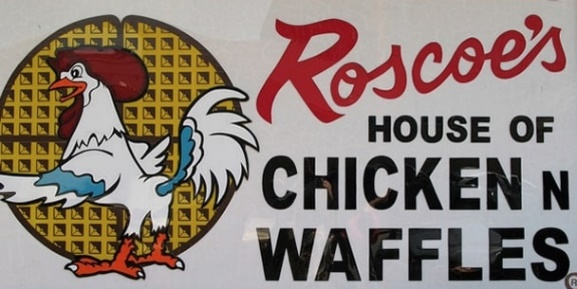 Roscoe's
HOUSE OF
CHICKEN N
WAFFLES